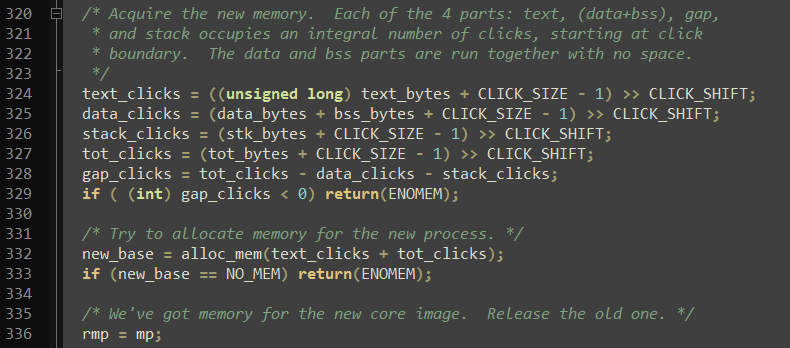 320 /* Acquire the new memory.  Each of the 4 parts: text, (data+bss), gap,
321  * and stack occupies an integral number of clicks, starting at click
322  * boundary.  The data and bss parts are run together with no space.
323  */
324 text_clicks = ((unsigned long) text_bytes + CLICK_SIZE - 1) >> CLICK_SHIFT;
325 data_clicks = (data_bytes + bss_bytes + CLICK_SIZE - 1) >> CLICK_SHIFT;
326 stack_clicks = (stk_bytes + CLICK_SIZE - 1) >> CLICK_SHIFT;
327 tot_clicks = (tot_bytes + CLICK_SIZE - 1) >> CLICK_SHIFT;
328 gap_clicks = tot_clicks - data_clicks - stack_clicks;
329 if ( (int) gap_clicks < 0) return(ENOMEM);
330
331 /* Try to allocate memory for the new process. */
332 new_base = alloc_mem(text_clicks + tot_clicks);
333 if (new_base == NO_MEM) return(ENOMEM);
334
335 /* We've got memory for the new core image.  Release the old one. */
336 rmp = mp;